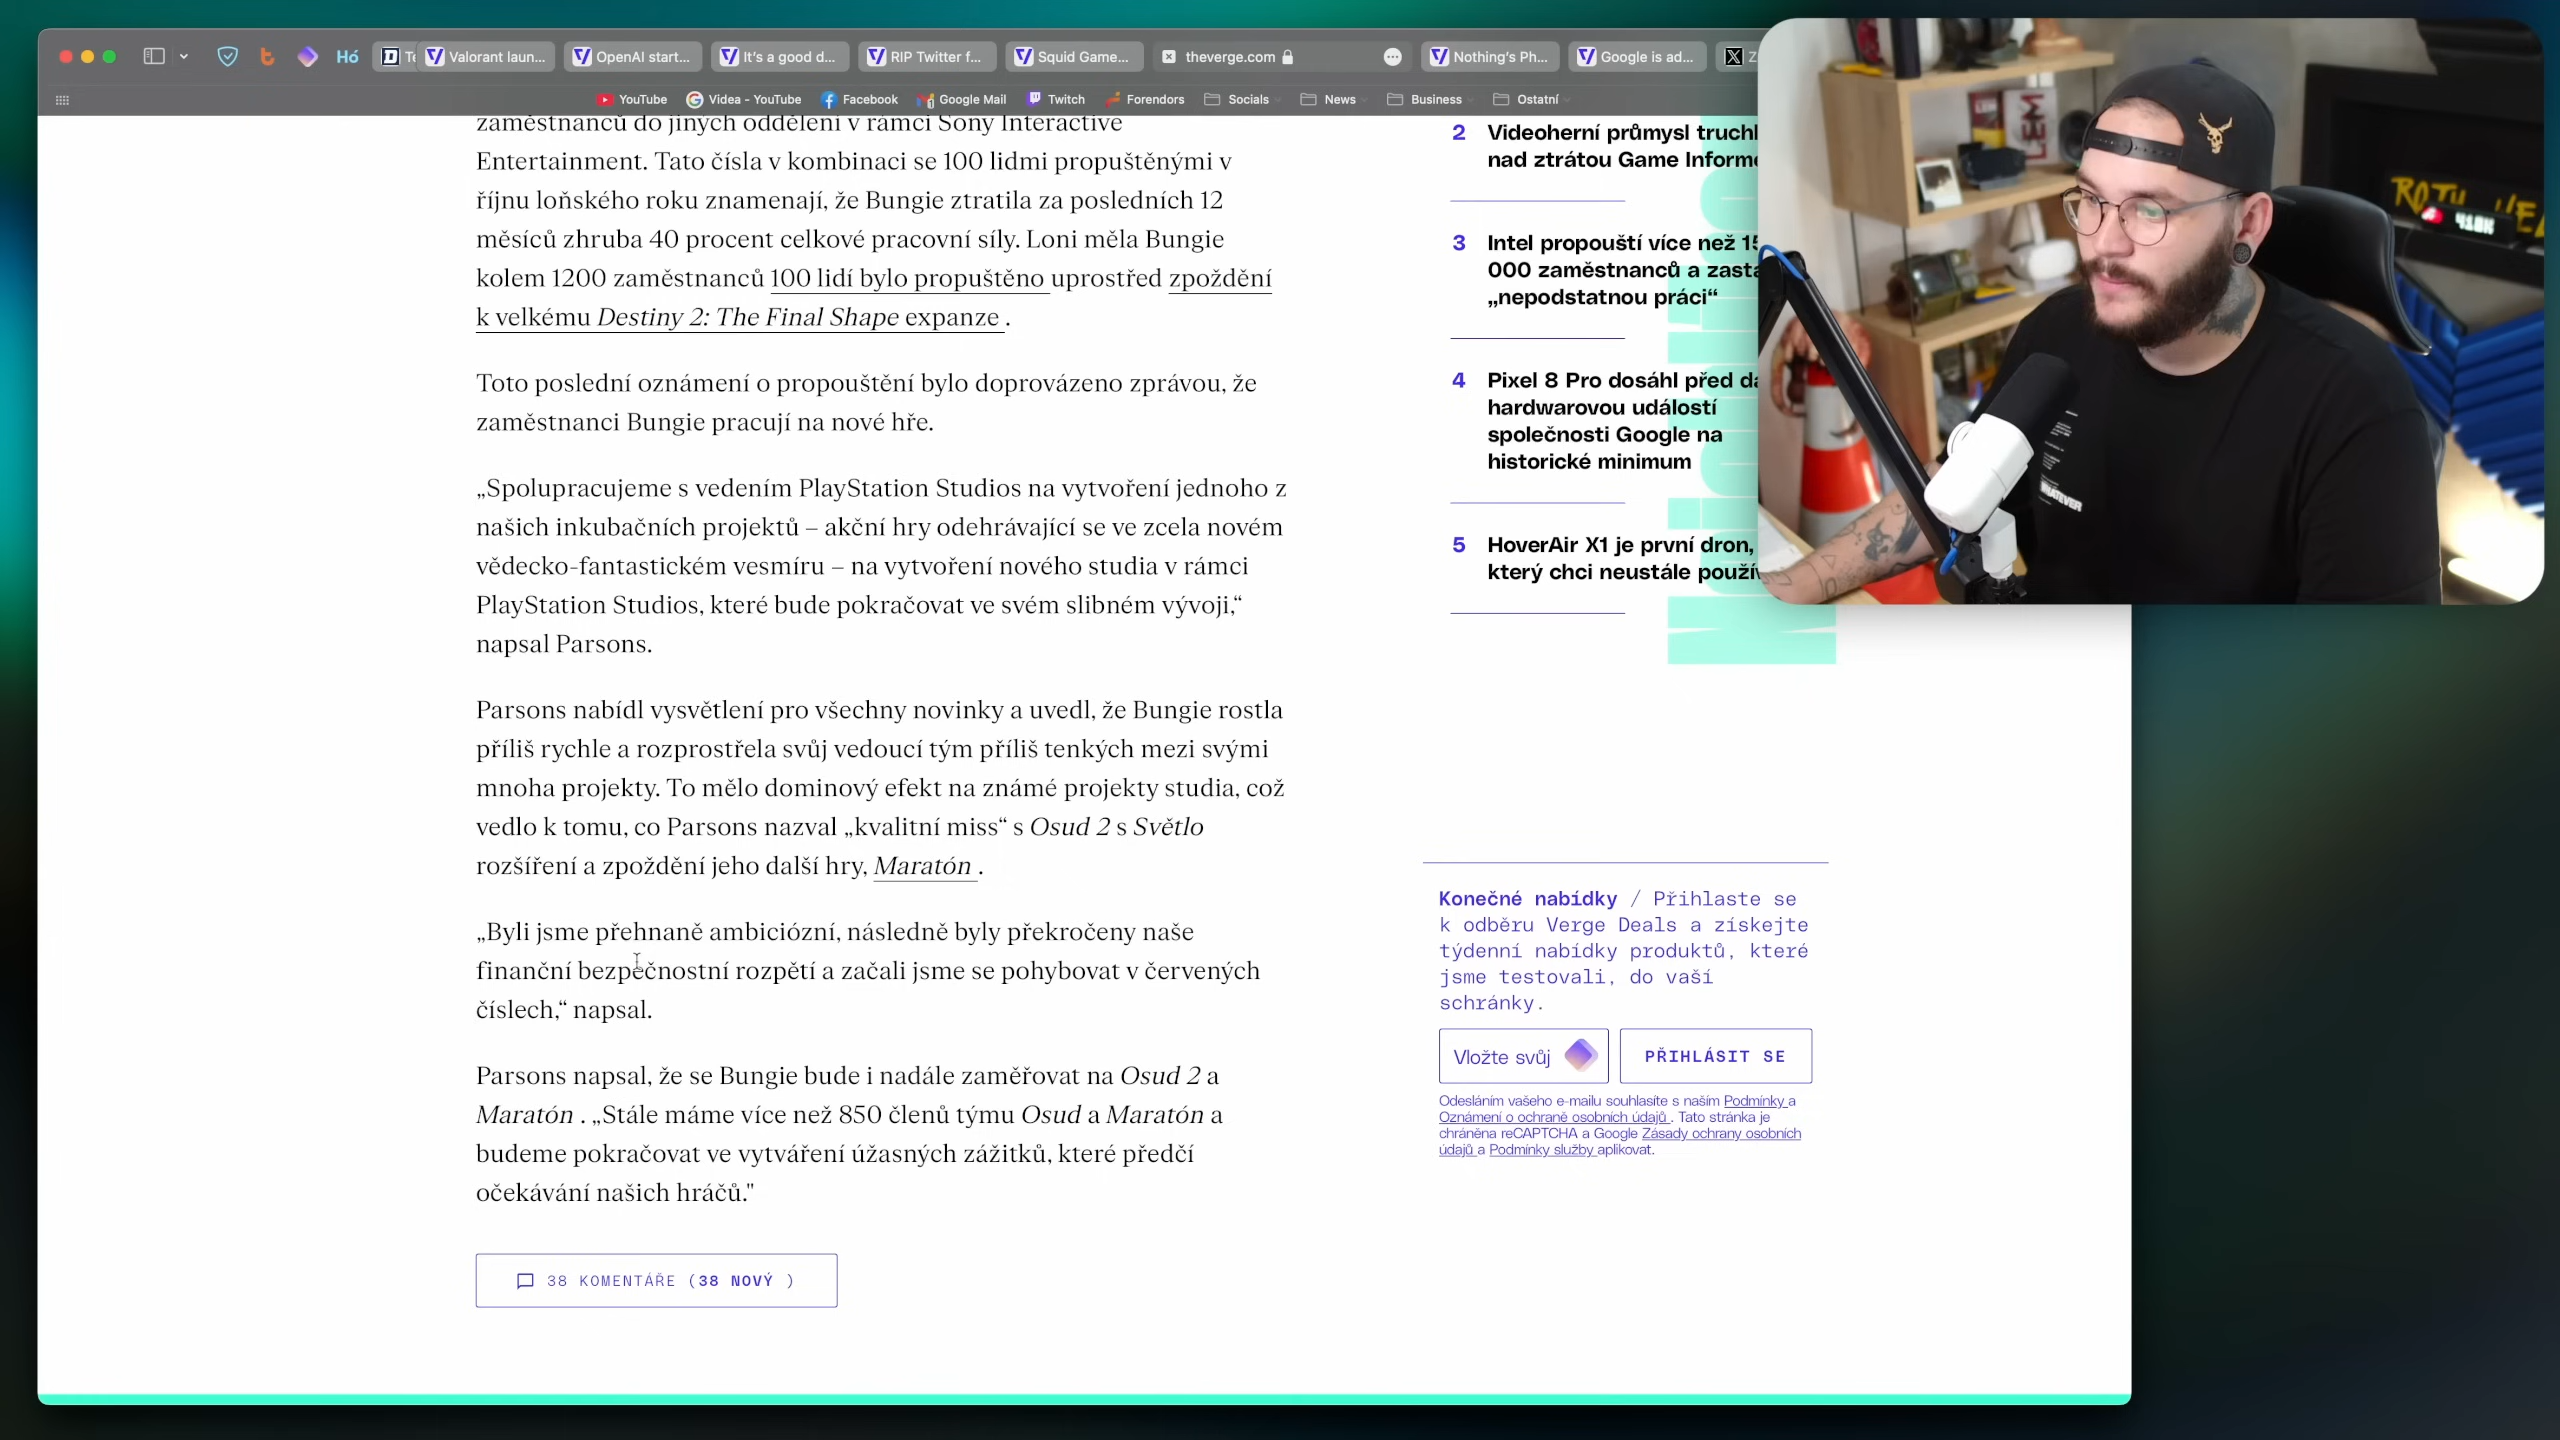 Hó
Te
Valorant laun...
OpenAI start...
It's a good d...
RIP Twitter f...
Squid Game...
theverge.com
Nothing's Ph...
Google is ad...
YouTube
Videa - YouTube
Facebook
Google Mail
Twitch
Forendors
Socials
News
Business
Ostatní
zaměstnanců do jiných oddělení v rámci Sony Interactive
Entertainment. Tato čísla v kombinaci se 100 lidmi propuštěnými v
říjnu loňského roku znamenají, že Bungie ztratila za posledních 12
měsíců zhruba 40 procent celkové pracovní síly. Loni měla Bungie
kolem 1200 zaměstnanců 100 lidí bylo propuštěno uprostřed zpoždění
k velkému Destiny 2: The Final Shape expanze .
Toto poslední oznámení o propouštění bylo doprovázeno zprávou, že
zaměstnanci Bungie pracují na nové hře.
„Spolupracujeme s vedením PlayStation Studios na vytvoření jednoho z
našich inkubačních projektů – akční hry odehrávající se ve zcela novém
vědecko-fantastickém vesmíru – na vytvoření nového studia v rámci
PlayStation Studios, které bude pokračovat ve svém slibném vývoji,“
napsal Parsons.
Parsons nabídl vysvětlení pro všechny novinky a uvedl, že Bungie rostla
příliš rychle a rozprostřela svůj vedoucí tým příliš tenkých mezi svými
mnoha projekty. To mělo dominový efekt na známé projekty studia, což
vedlo k tomu, co Parsons nazval „kvalitní miss“ s Osud 2 s Světlo
rozšíření a zpoždění jeho další hry, Maratón .
„Byli jsme přehnaně ambiciózní, následně byly překročeny naše
finanční bezpečnostní rozpětí a začali jsme se pohybovat v červených
číslech,“ napsal.
Parsons napsal, že se Bungie bude i nadále zaměřovat na Osud 2 a
Maratón . „Stále máme více než 850 členů týmu Osud a Maratón a
budeme pokračovat ve vytváření úžasných zážitků, které předčí
očekávání našich hráčů."
38 KOMENTÁŘE (38 NOVÝ )
2 Videoherní průmysl truchl
nad ztrátou Game Informe
3 Intel propouští více než 15
000 zaměstnanců a zasta
„nepodstatnou práci“
4 Pixel 8 Pro dosáhl před da
hardwarovou událostí
společnosti Google na
historické minimum
5 HoverAir X1 je první dron,
který chci neustále použív
Konečné nabídky / Přihlaste se
k odběru Verge Deals a získejte
týdenní nabídky produktů, které
jsme testovali, do vaší
schránky.
Vložte svůj
PŘIHLÁSIT SE
Odesláním vašeho e-mailu souhlasíte s naším Podmínky a
Oznámení o ochraně osobních údajů . Tato stránka je
chráněna reCAPTCHA a Google Zásady ochrany osobních
údajů a Podmínky služby aplikovat.
410K
WHATEVER